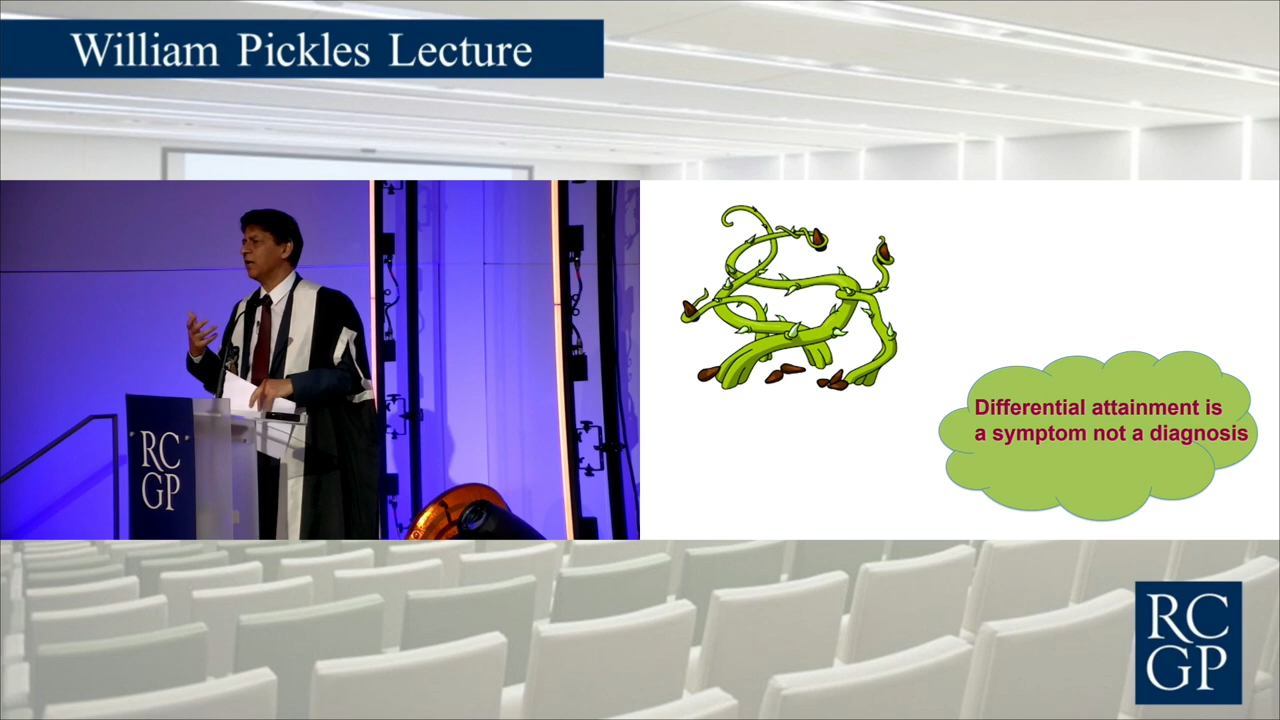 William Pickles Lecture
RC
GP
Differential attainment is
a symptom not a diagnosis
RC
GP